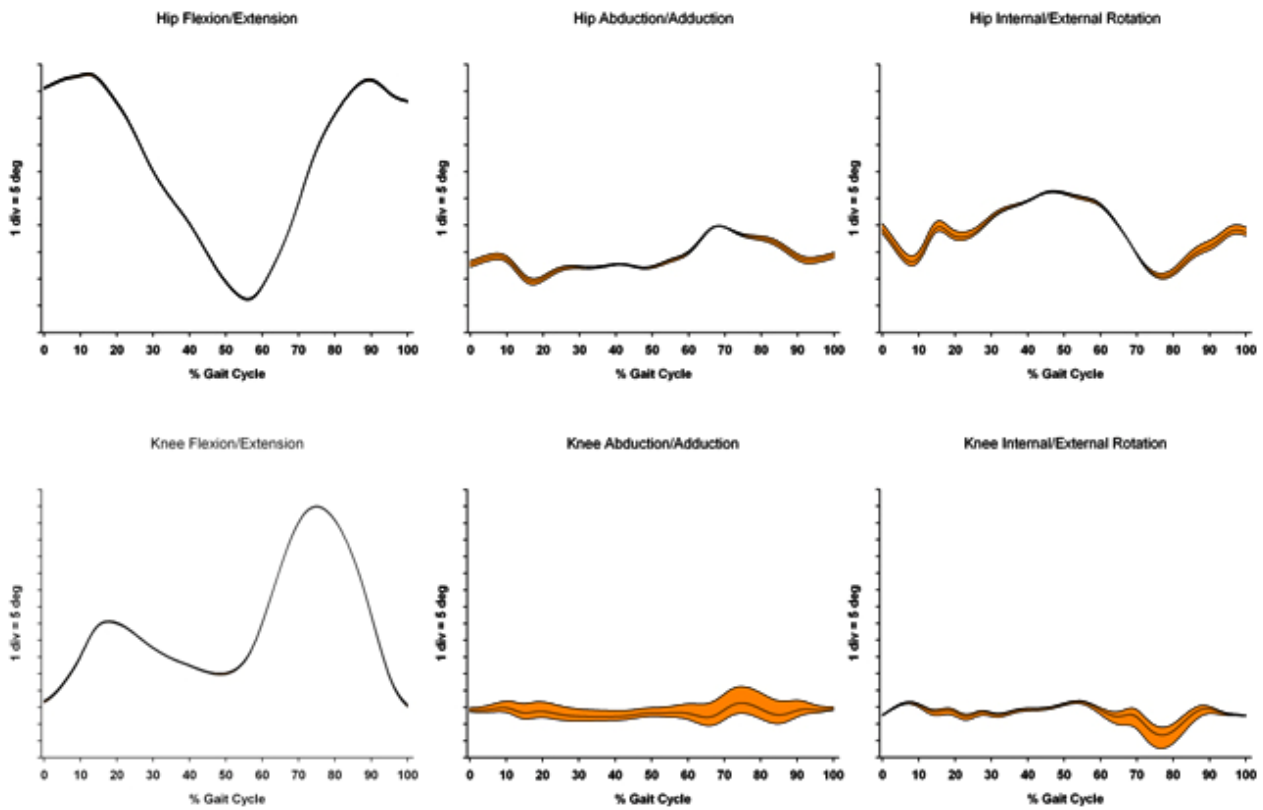 Hip Flexion/Extension
Hip Abduction/Adduction
Hip Internal/External Rotation
1 div = 5 deg
1 div = 5 deg
1 div = 5 deg
0 10 20 30 40 50 60 70 80 90 100
0 10 20 30 40 50 60 70 80 90 100
0 10 20 30 40 50 60 70 80 90 100
% Gait Cycle
% Gait Cycle
% Gait Cycle
Knee Flexion/Extension
Knee Abduction/Adduction
Knee Internal/External Rotation
1 div = 5 deg
1 div = 5 deg
1 div = 5 deg
0 10 20 30 40 50 60 70 80 90 100
0 10 20 30 40 50 60 70 80 90 100
0 10 20 30 40 50 60 70 80 90 100
% Gait Cycle
% Gait Cycle
% Gait Cycle